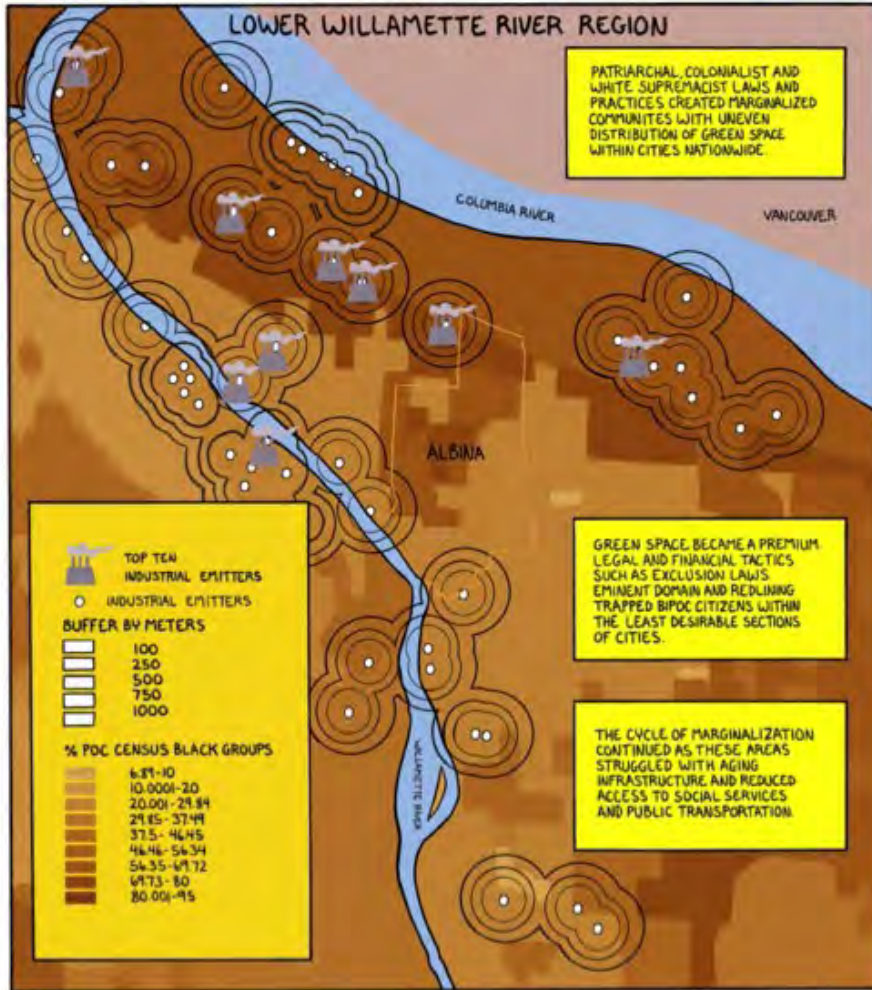 LOWER WILLAMETTE RIVER REGION
PATRIARCHAL, COLONIALIST AND
WHITE SUPREMACIST LAWS AND
PRACTICES CREATED MARGINALIZED
COMMUNITES WITH UNEVEN
DISTRIBUTION OF GREEN SPACE
WITHIN CITIES NATIONWIDE.
COLUMBIA RIVER
VANCOUVER
ALBINA
TOP TEN
INDUSTRIAL EMITTERS
INDUSTRIAL EMITTERS
BUFFER BY METERS
100
250
500
750
1000
% POC CENSUS BLACK GROUPS
6.89-10
10.0001-20
20.001-29.84
29.85-37.49
37.5-46.45
46.46-56.34
56.35-69.72
69.73-80
80.001-95
WILLAMETTE RIVER
GREEN SPACE BECAME A PREMIUM.
LEGAL AND FINANCIAL TACTICS
SUCH AS EXCLUSION LAWS
EMINENT DOMAIN AND REDLINING
TRAPPED BIPOC CITIZENS WITHIN
THE LEAST DESIRABLE SECTIONS
OF CITIES.
THE CYCLE OF MARGINALIZATION
CONTINUED AS THESE AREAS
STRUGGLED WITH AGING
INFRASTRUCTURE AND REDUCED
ACCESS TO SOCIAL SERVICES
AND PUBLIC TRANSPORTATION.